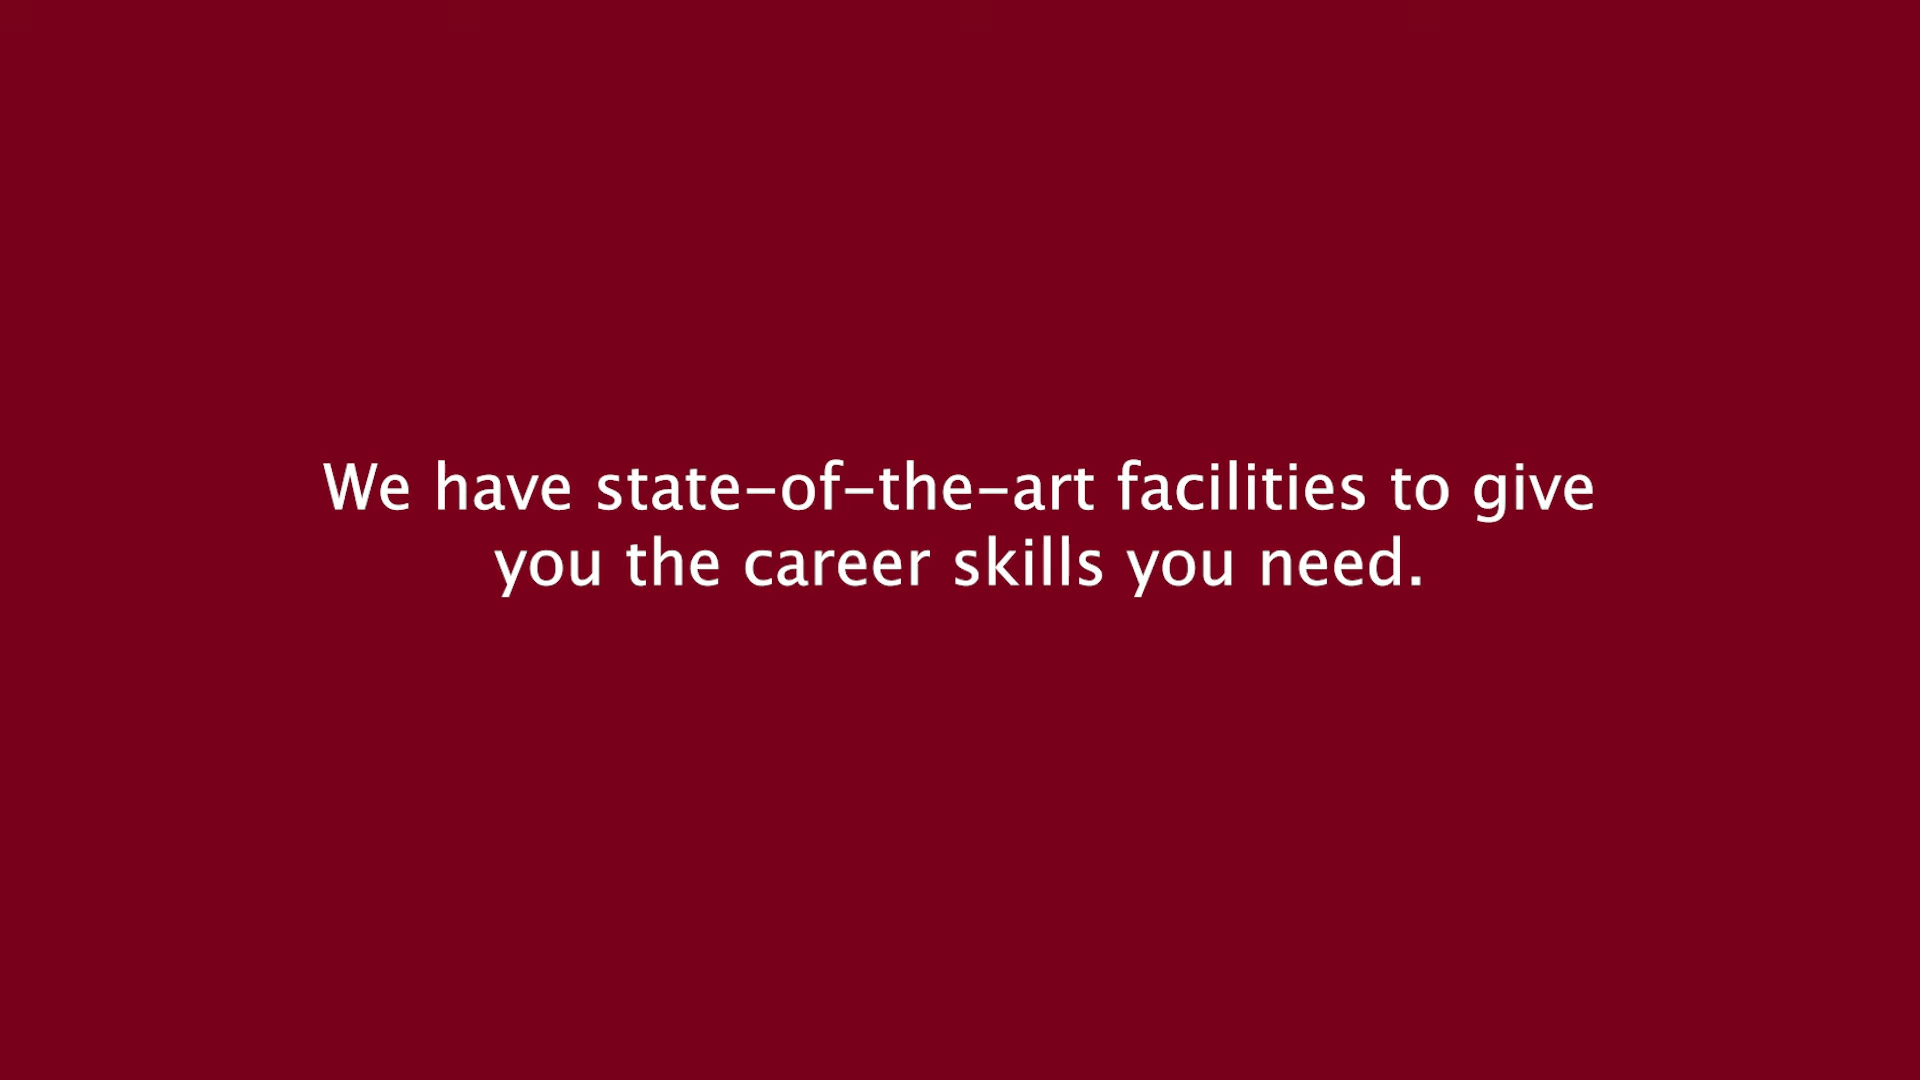 We have state-of-the-art facilities to give
you the career skills you need.